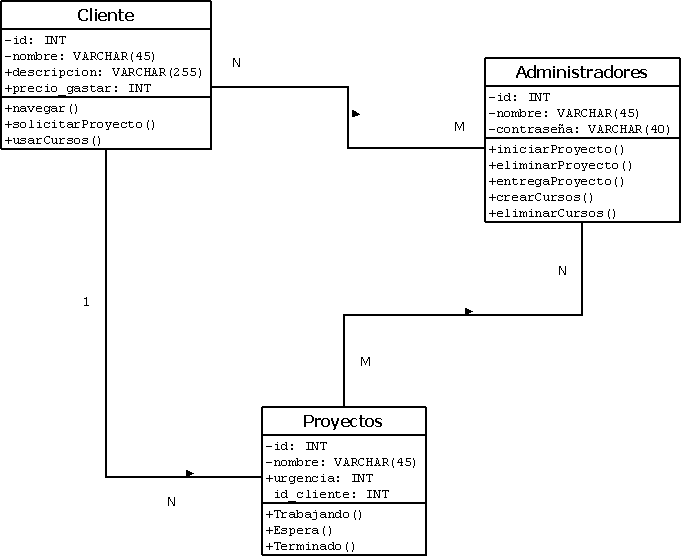 Cliente
-id: INT
-nombre: VARCHAR(45)
+descripcion: VARCHAR(255)
+precio_gastar: INT
+navegar()
+solicitarProyecto()
+usarCursos()
N
M
Administradores
-id: INT
-nombre: VARCHAR(45)
-contraseña: VARCHAR(40)
+iniciarProyecto()
+eliminarProyecto()
+entregaProyecto()
+crearCursos()
+eliminarCursos()
N
1
M
N
Proyectos
-id: INT
-nombre: VARCHAR(45)
+urgencia: INT
id_cliente: INT
+Trabajando()
+Espera()
+Terminado()